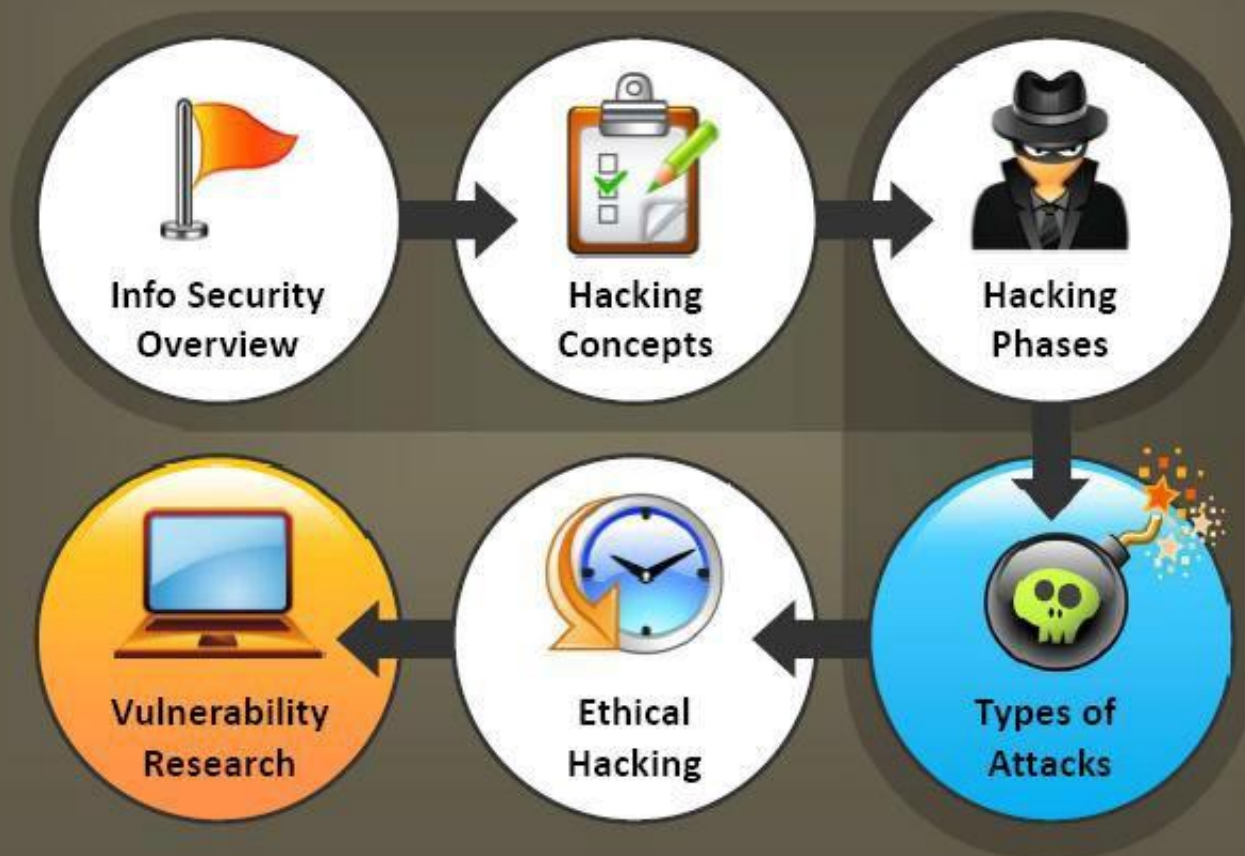 Info Security
Overview
Hacking
Concepts
Hacking
Phases
Types of
Attacks
Ethical
Hacking
Vulnerability
Research